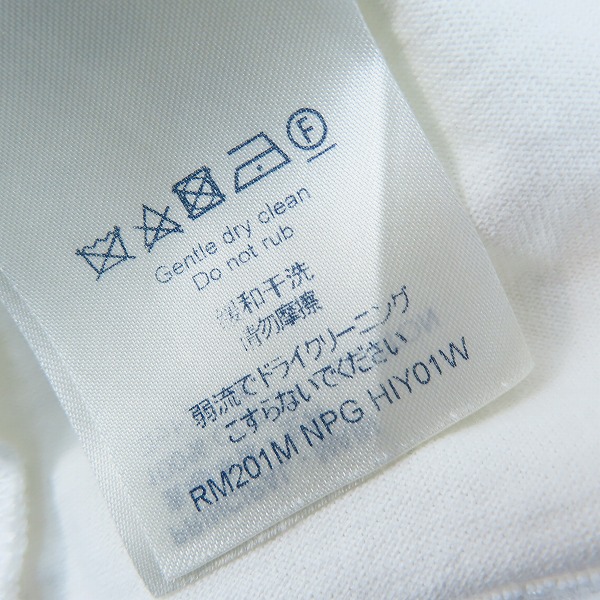 F
Gentle dry clean
Do not rub
缓和干洗
请勿摩擦
弱流でドライクリーニング
こすらないでください
RM201M NPG HIY01W